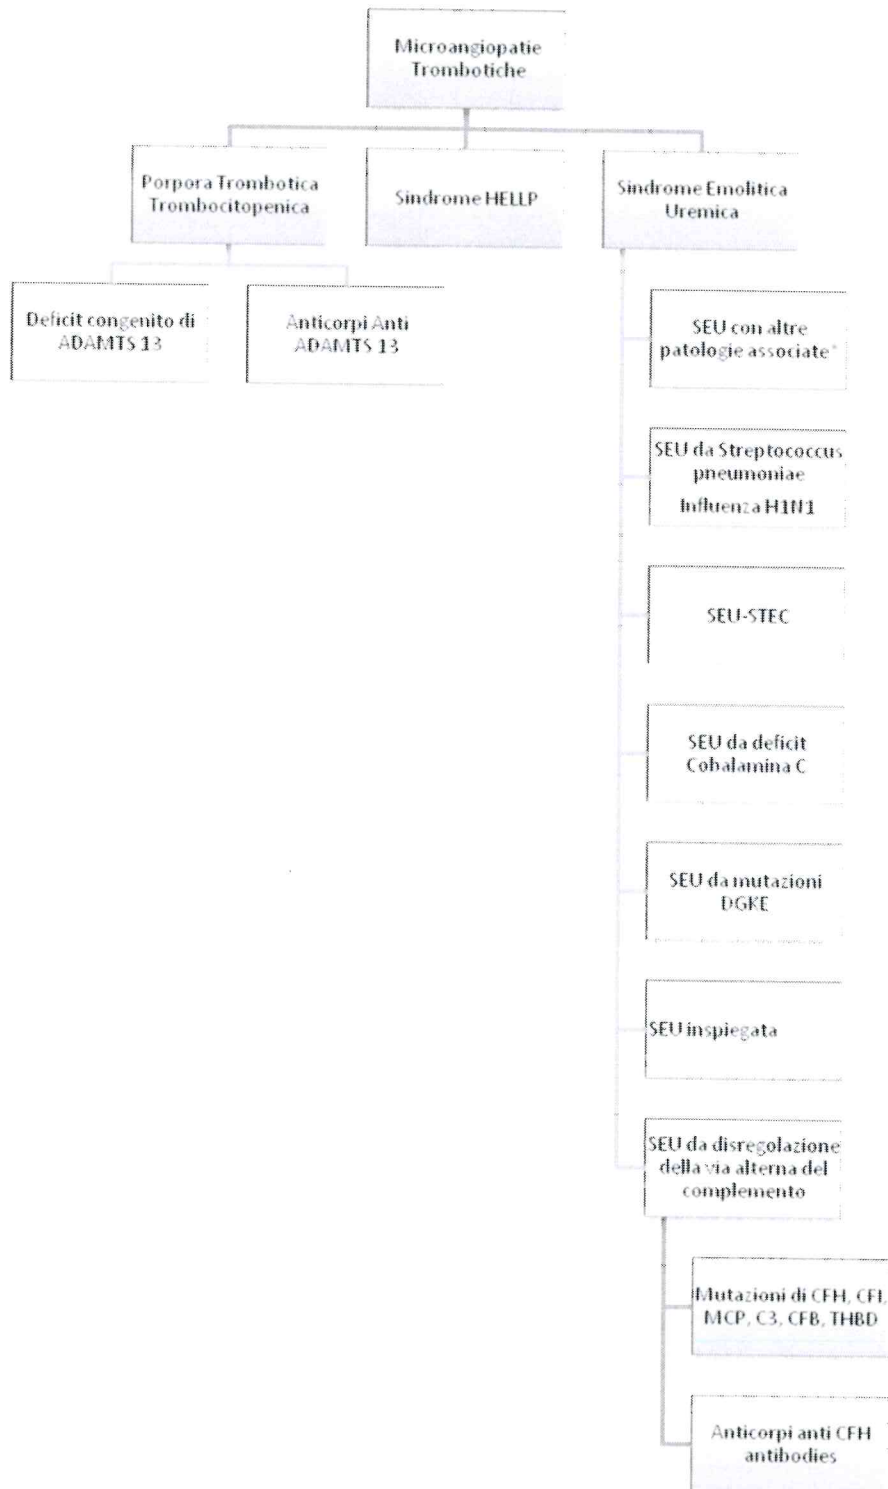 Microangiopatie
Trombotiche
Porpora Trombotica
Trombocitopenica
Sindrome HELLP
Sindrome Emolitica
Uremica
Deficit congenito di
ADAMTS 13
Anticorpi Anti
ADAMTS 13
SEU con altre
patologie associate*
SEU da Streptococcus
pneumoniae
Influenza H1N1
SEU-STEC
SEU da deficit
Cobalamina C
SEU da mutazioni
DGKE
SEU inspiegata
SEU da disregolazione
della via alterna del
complemento
Mutazioni di CFH, CFI,
MCP, C3, CFB, THBD
Anticorpi anti CFH
antibodies